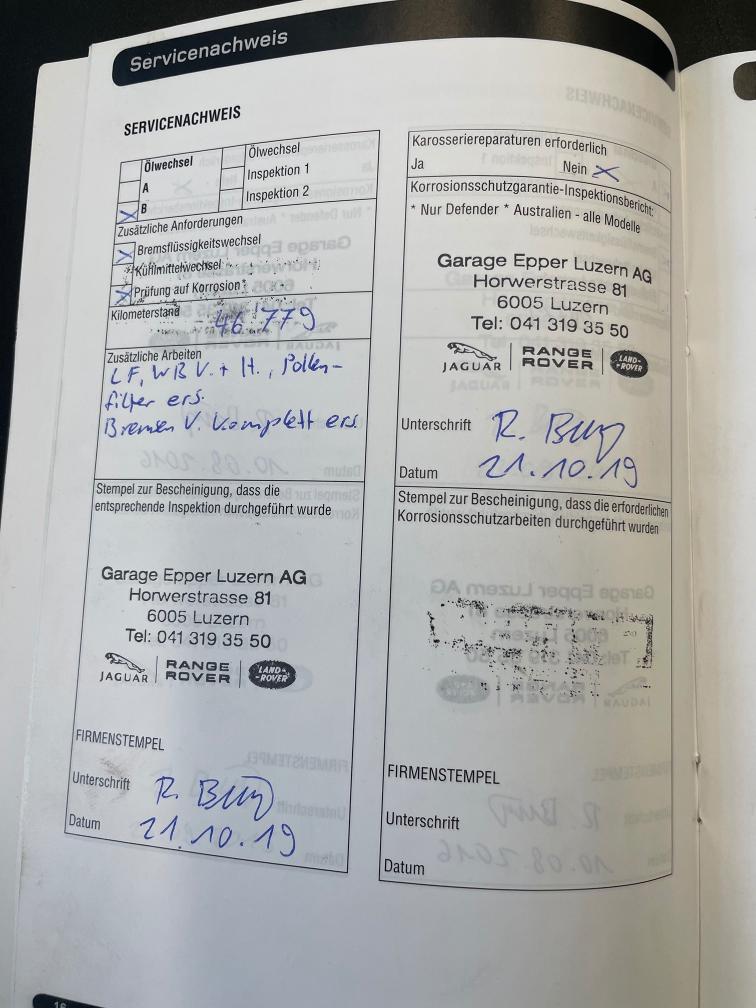 Servicenachweis
SERVICENACHWEIS
Ölwechsel
Ölwechsel
A
Inspektion 1
B
Inspektion 2
Zusätzliche Anforderungen
Bremsflüssigkeitswechsel
Kühlmittelwechsel
Prüfung auf Korrosion*
Kilometerstand 46'779
Zusätzliche Arbeiten
LF, WB V. + H., Pollen-
filter ers.
Bremsen V. komplett ers.
Stempel zur Bescheinigung, dass die
entsprechende Inspektion durchgeführt wurde
Garage Epper Luzern AG
Horwerstrasse 81
6005 Luzern
Tel: 041 319 35 50
JAGUAR
RANGE
ROVER
LAND-
-ROVER
FIRMENSTEMPEL
Unterschrift
Datum 21.10.19
Karosseriereparaturen erforderlich
Ja Nein
Korrosionsschutzgarantie-Inspektionsbericht:
* Nur Defender * Australien - alle Modelle
Garage Epper Luzern AG
Horwerstrasse 81
6005 Luzern
Tel: 041 319 35 50
JAGUAR
RANGE
ROVER
LAND-
-ROVER
Unterschrift
Datum 21.10.19
Stempel zur Bescheinigung, dass die erforderlichen
Korrosionsschutzarbeiten durchgeführt wurden
FIRMENSTEMPEL
Unterschrift
Datum
16